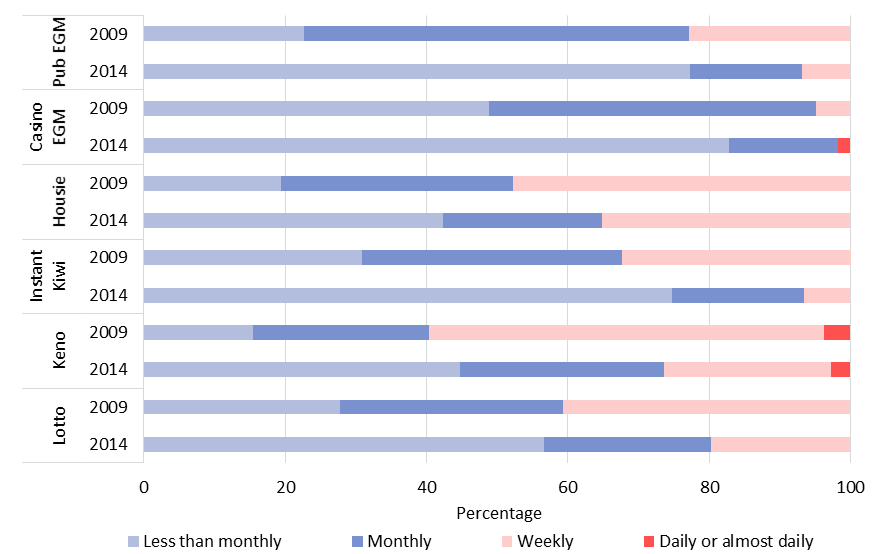 Pub EGM
2009
2014
Casino
EGM
2009
2014
Housie
2009
2014
Instant
Kiwi
2009
2014
Keno
2009
2014
Lotto
2009
2014
0 20 40 60 80 100
Percentage
Less than monthly Monthly Weekly Daily or almost daily